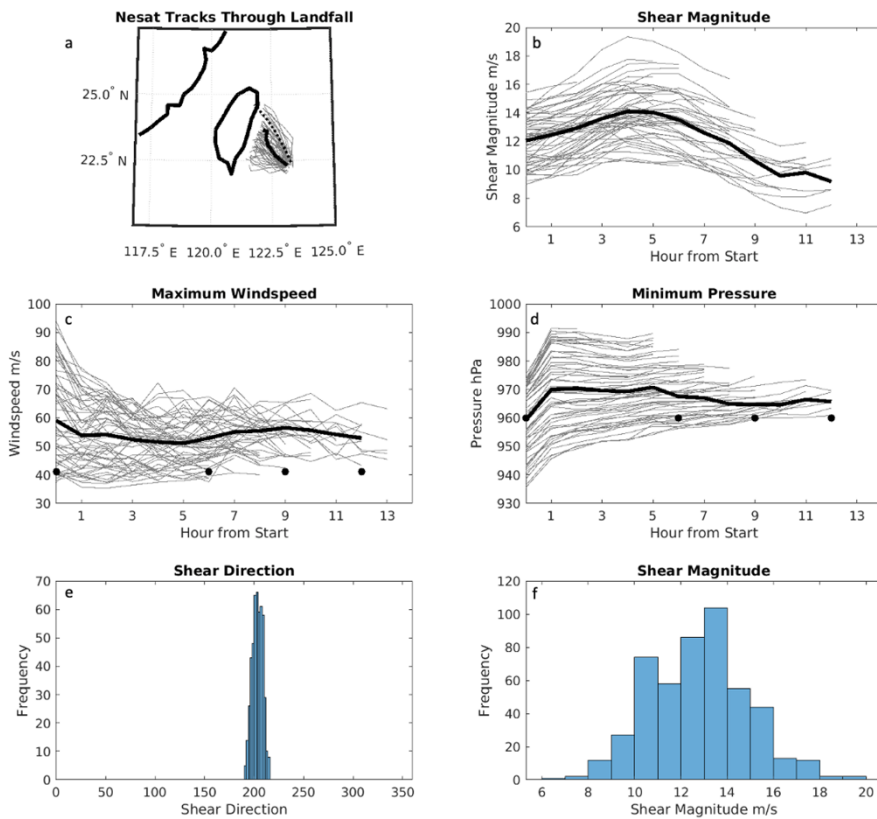 Nesat Tracks Through Landfall
a
25.0° N
22.5° N
117.5° E 120.0° E 122.5° E 125.0° E
Shear Magnitude
b
Shear Magnitude m/s
20
18
16
14
12
10
8
6
1 3 5 7 9 11 13
Hour from Start
Maximum Windspeed
c
Windspeed m/s
100
90
80
70
60
50
40
30
1 3 5 7 9 11 13
Hour from Start
Minimum Pressure
d
Pressure hPa
1000
990
980
970
960
950
940
930
1 3 5 7 9 11 13
Hour from Start
Shear Direction
e
Frequency
70
60
50
40
30
20
10
0
0 50 100 150 200 250 300 350
Shear Direction
Shear Magnitude
f
Frequency
120
100
80
60
40
20
0
6 8 10 12 14 16 18 20
Shear Magnitude m/s